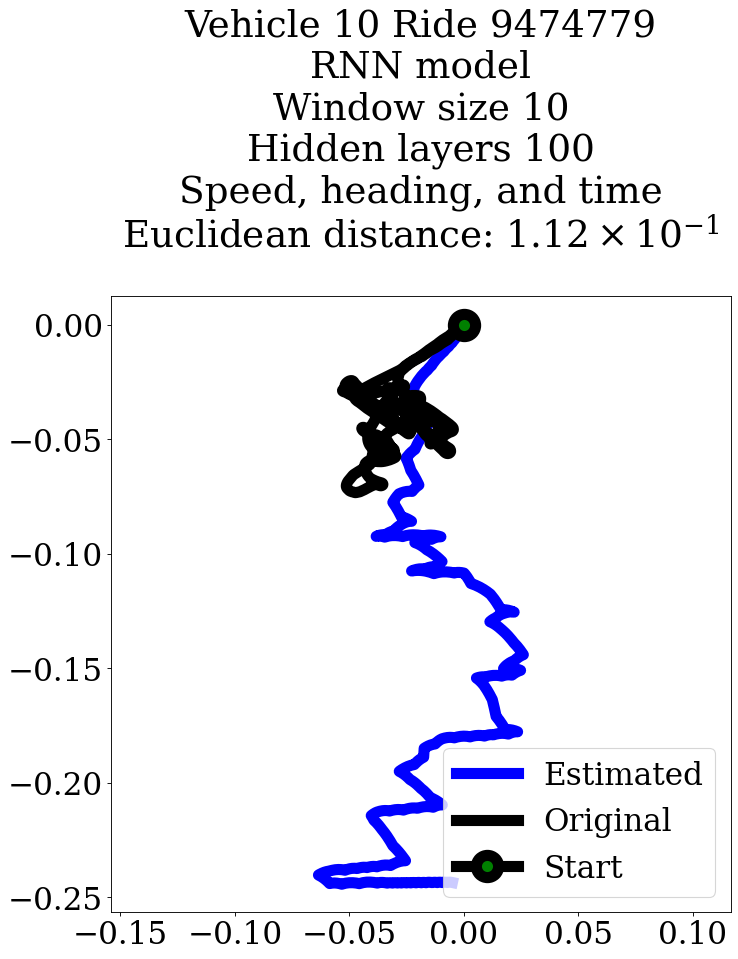 Vehicle 10 Ride 9474779
RNN model
Window size 10
Hidden layers 100
Speed, heading, and time
Euclidean distance: 1.12 × 10⁻¹
0.00
−0.05
−0.10
−0.15
−0.20
−0.25
Estimated
Original
Start
−0.15 −0.10 −0.05 0.00 0.05 0.10